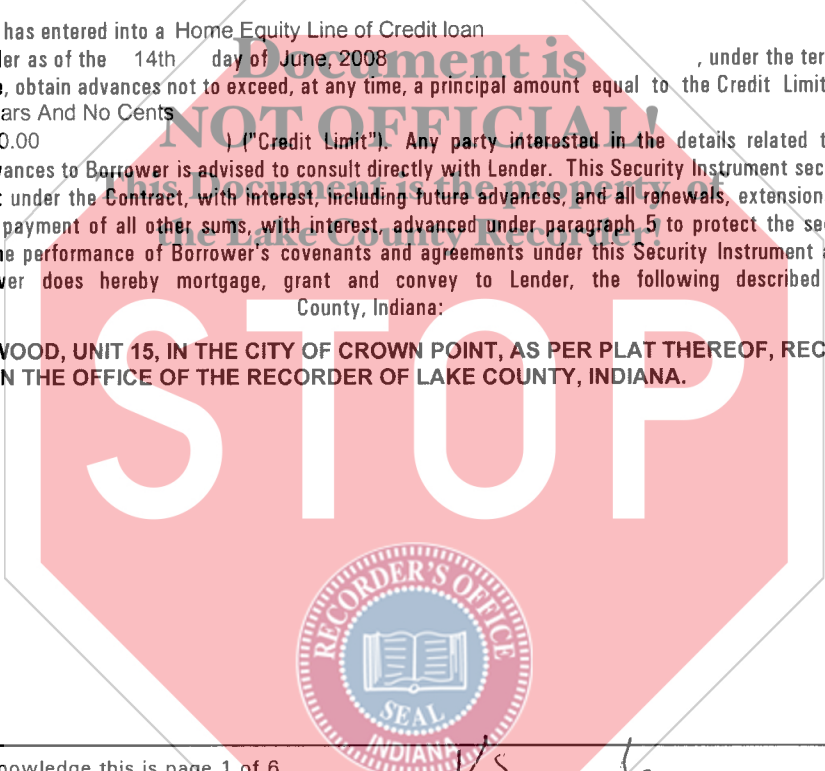 has entered into a Home Equity Line of Credit loan
der as of the 14th day of June, 2008 , under the ter
e, obtain advances not to exceed, at any time, a principal amount equal to the Credit Limit
ars And No Cents
0.00 ) ("Credit Limit"). Any party interested in the details related t
vances to Borrower is advised to consult directly with Lender. This Security Instrument sec
t under the Contract, with interest, including future advances, and all renewals, extension
payment of all other sums, with interest, advanced under paragraph 5 to protect the se
he performance of Borrower's covenants and agreements under this Security Instrument a
wer does hereby mortgage, grant and convey to Lender, the following described
County, Indiana:
WOOD, UNIT 15, IN THE CITY OF CROWN POINT, AS PER PLAT THEREOF, REC
N THE OFFICE OF THE RECORDER OF LAKE COUNTY, INDIANA.
Document is
NOT OFFICIAL!
This Document is the property of
the Lake County Recorder!
STOP
RECORDER'S OFFICE
SEAL
INDIANA
nowledge this is page 1 of 6